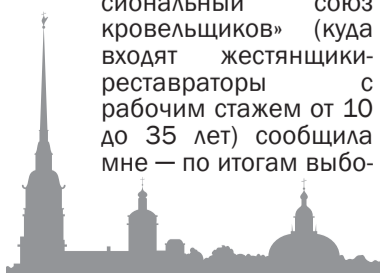 сиональный союз
кровельщиков» (куда
входят жестянщики-
реставраторы с
рабочим стажем от 10
до 35 лет) сообщила
мне — по итогам выбо-